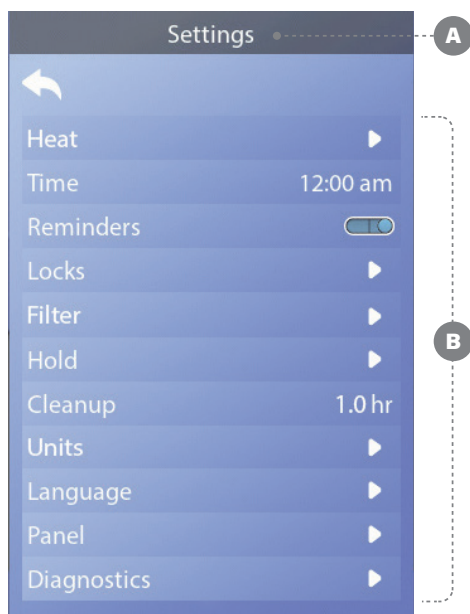 Settings
A
Heat
Time 12:00 am
Reminders
Locks
Filter
Hold
B
Cleanup 1.0 hr
Units
Language
Panel
Diagnostics